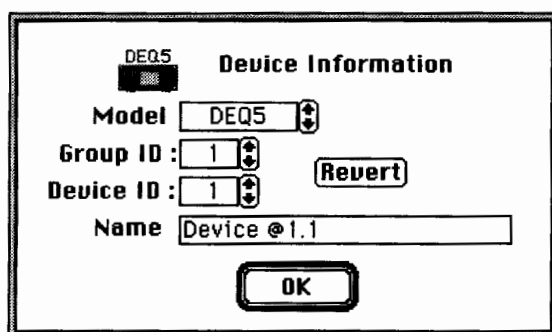 DEQ5
Device Information
Model DEQ5
Group ID : 1
Revert
Device ID : 1
Name Device @1.1
OK